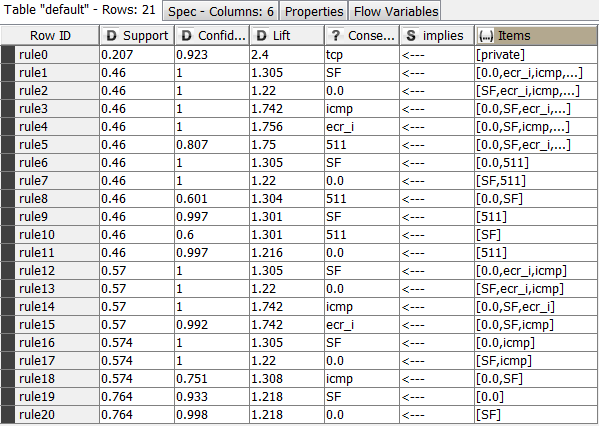 Table "default" - Rows: 21 Spec - Columns: 6 Properties Flow Variables
Row ID D Support D Confid... D Lift ? Conse... S implies {...} Items
rule0 0.207 0.923 2.4 tcp <--- [private]
rule1 0.46 1 1.305 SF <--- [0.0,ecr_i,icmp,...]
rule2 0.46 1 1.22 0.0 <--- [SF,ecr_i,icmp,...]
rule3 0.46 1 1.742 icmp <--- [0.0,SF,ecr_i,...]
rule4 0.46 1 1.756 ecr_i <--- [0.0,SF,icmp,...]
rule5 0.46 0.807 1.75 511 <--- [0.0,SF,ecr_i,...]
rule6 0.46 1 1.305 SF <--- [0.0,511]
rule7 0.46 1 1.22 0.0 <--- [SF,511]
rule8 0.46 0.601 1.304 511 <--- [0.0,SF]
rule9 0.46 0.997 1.301 SF <--- [511]
rule10 0.46 0.6 1.301 511 <--- [SF]
rule11 0.46 0.997 1.216 0.0 <--- [511]
rule12 0.57 1 1.305 SF <--- [0.0,ecr_i,icmp]
rule13 0.57 1 1.22 0.0 <--- [SF,ecr_i,icmp]
rule14 0.57 1 1.742 icmp <--- [0.0,SF,ecr_i]
rule15 0.57 0.992 1.742 ecr_i <--- [0.0,SF,icmp]
rule16 0.574 1 1.305 SF <--- [0.0,icmp]
rule17 0.574 1 1.22 0.0 <--- [SF,icmp]
rule18 0.574 0.751 1.308 icmp <--- [0.0,SF]
rule19 0.764 0.933 1.218 SF <--- [0.0]
rule20 0.764 0.998 1.218 0.0 <--- [SF]